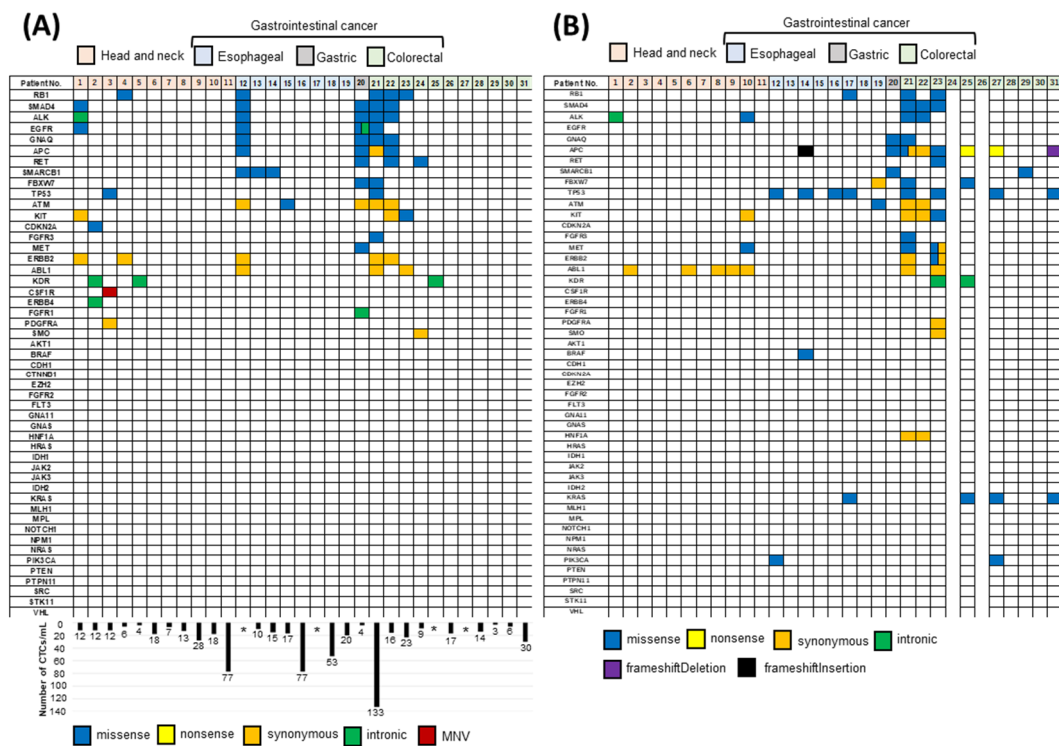 (A)
Gastrointestinal cancer
Head and neck Esophageal Gastric Colorectal
Patient No. 1 2 3 4 5 6 7 8 9 10 11 12 13 14 15 16 17 18 19 20 21 22 23 24 25 26 27 28 29 30 31
RB1
SMAD4
ALK
EGFR
GNAQ
APC
RET
SMARCB1
FBXW7
TP53
ATM
KIT
CDKN2A
FGFR3
MET
ERBB2
ABL1
KDR
CSF1R
ERBB4
FGFR1
PDGFRA
SMO
AKT1
BRAF
CDH1
CTNNB1
EZH2
FGFR2
FLT3
GNA11
GNAS
HNF1A
HRAS
IDH1
JAK2
JAK3
IDH2
KRAS
MLH1
MPL
NOTCH1
NPM1
NRAS
PIK3CA
PTEN
PTPN11
SRC
STK11
VHL
Number of CTCs/mL
0
20
40
60
80
100
120
140
12 12 12 6 4 18 7 13 28 18 77 * 10 15 17 77 * 53 20 4 133 16 23 9 * 17 * 14 3 6 30
missense nonsense synonymous intronic MNV
(B)
Gastrointestinal cancer
Head and neck Esophageal Gastric Colorectal
Patient No. 1 2 3 4 5 6 7 8 9 10 11 12 13 14 15 16 17 18 19 20 21 22 23 24 25 26 27 28 29 30 31
RB1
SMAD4
ALK
EGFR
GNAQ
APC
RET
SMARCB1
FBXW7
TP53
ATM
KIT
CDKN2A
FGFR3
MET
ERBB2
ABL1
KDR
CSF1R
ERBB4
FGFR1
PDGFRA
SMO
AKT1
BRAF
CDH1
CDKN2A
EZH2
FGFR2
FLT3
GNA11
GNAS
HNF1A
HRAS
IDH1
JAK2
JAK3
IDH2
KRAS
MLH1
MPL
NOTCH1
NPM1
NRAS
PIK3CA
PTEN
PTPN11
SRC
STK11
VHL
missense nonsense synonymous intronic
frameshiftDeletion frameshiftInsertion